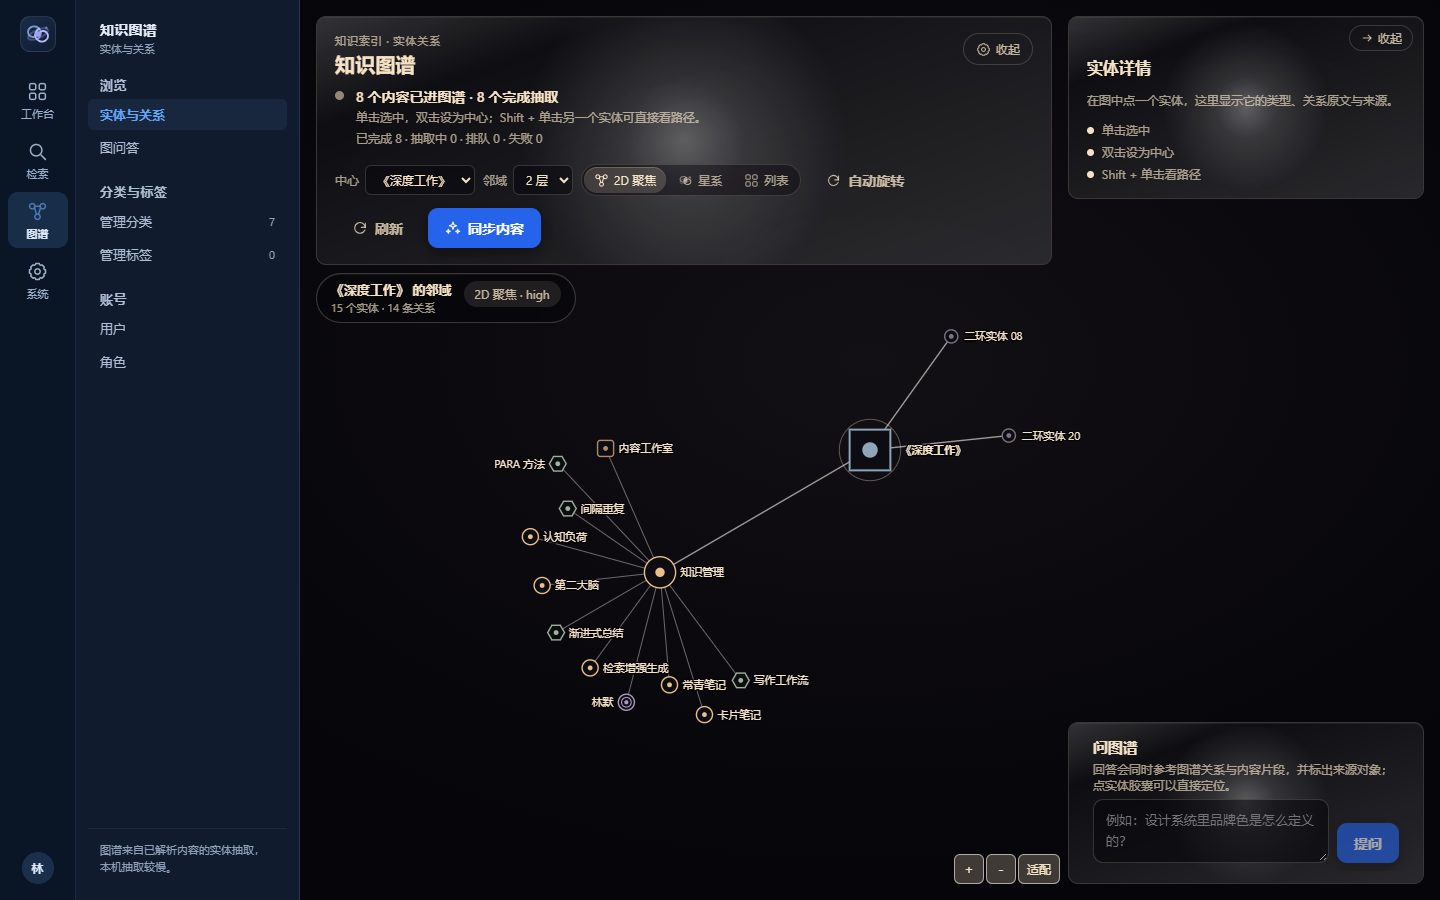 工作台
检索
图谱
系统
林
知识图谱
实体与关系
浏览
实体与关系
图问答
分类与标签
管理分类 7
管理标签 0
账号
用户
角色
图谱来自已解析内容的实体抽取，
本机抽取较慢。
知识索引 · 实体关系
知识图谱
收起
8 个内容已进图谱 · 8 个完成抽取
单击选中，双击设为中心；Shift + 单击另一个实体可直接看路径。
已完成 8 · 抽取中 0 · 排队 0 · 失败 0
中心 《深度工作》 邻域 2 层 2D 聚焦 星系 列表 自动旋转
刷新 同步内容
《深度工作》 的邻域
15 个实体 · 14 条关系
2D 聚焦 · high
二环实体 08
二环实体 20
《深度工作》
内容工作室
PARA 方法
间隔重复
认知负荷
知识管理
第二大脑
渐进式总结
检索增强生成
常青笔记
写作工作流
林默
卡片笔记
+ - 适配
收起
实体详情
在图中点一个实体，这里显示它的类型、关系原文与来源。
单击选中
双击设为中心
Shift + 单击看路径
问图谱
回答会同时参考图谱关系与内容片段，并标出来源对象；
点实体胶囊可以直接定位。
例如：设计系统里品牌色是怎么定义
的？
提问